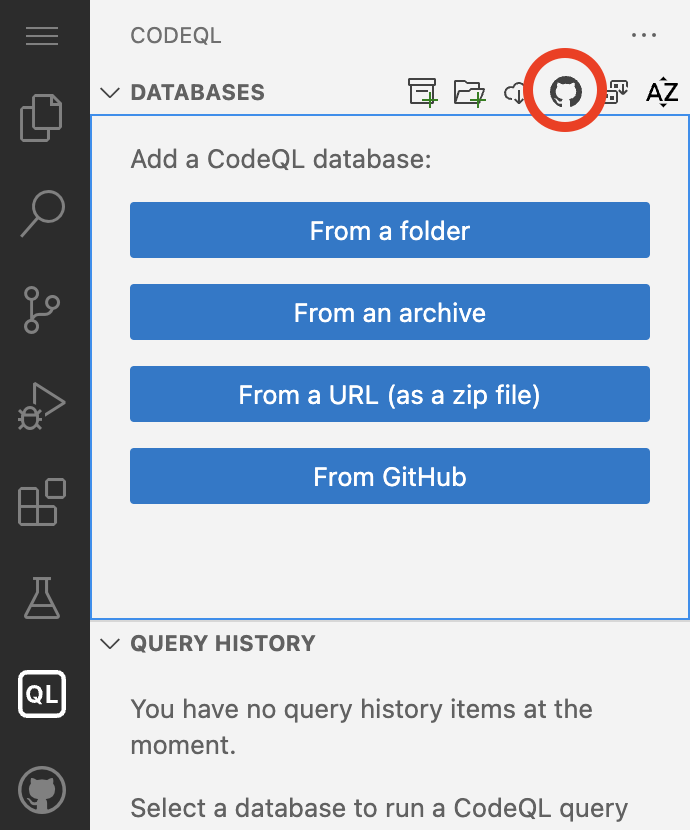 CODEQL
DATABASES
AZ
Add a CodeQL database:
From a folder
From an archive
From a URL (as a zip file)
From GitHub
QUERY HISTORY
QL
You have no query history items at the
moment.
Select a database to run a CodeQL query